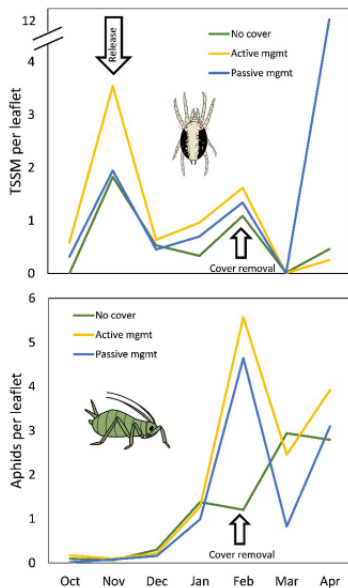 12
4
3
2
1
0
TSSM per leaflet
Release
No cover
Active mgmt
Passive mgmt
Cover removal
6
5
4
3
2
1
0
Aphids per leaflet
No cover
Active mgmt
Passive mgmt
Cover removal
Oct Nov Dec Jan Feb Mar Apr